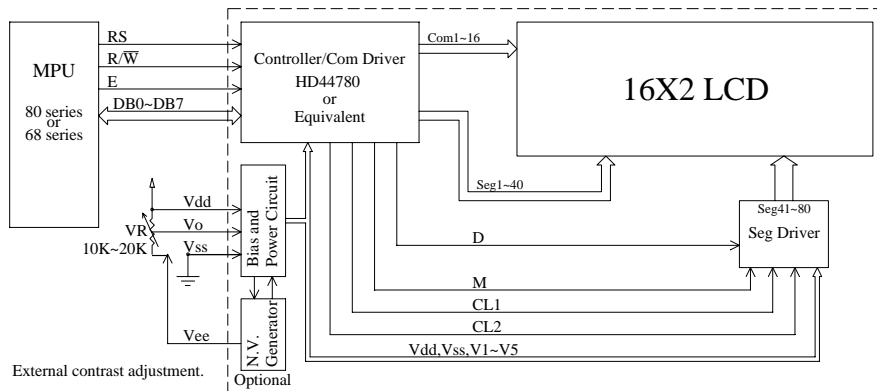 MPU
80 series
or
68 series
RS
R/W̅
E
DB0~DB7
Controller/Com Driver
HD44780
or
Equivalent
Com1~16
16X2 LCD
Seg1~40
Seg41~80
Seg Driver
D
M
CL1
CL2
Vdd,Vss,V1~V5
Bias and
Power Circuit
Vdd
Vo
Vss
VR
10K~20K
Vee
N.V.
Generator
Optional
External contrast adjustment.